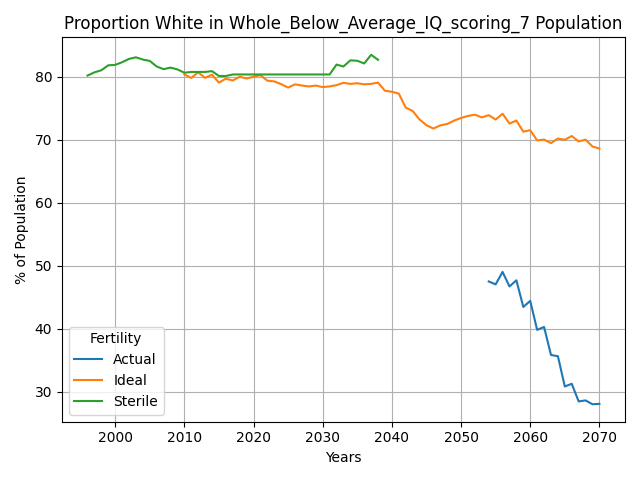 Proportion White in Whole_Below_Average_IQ_scoring_7 Population
% of Population
80
70
60
50
40
30
Fertility
Actual
Ideal
Sterile
2000 2010 2020 2030 2040 2050 2060 2070
Years